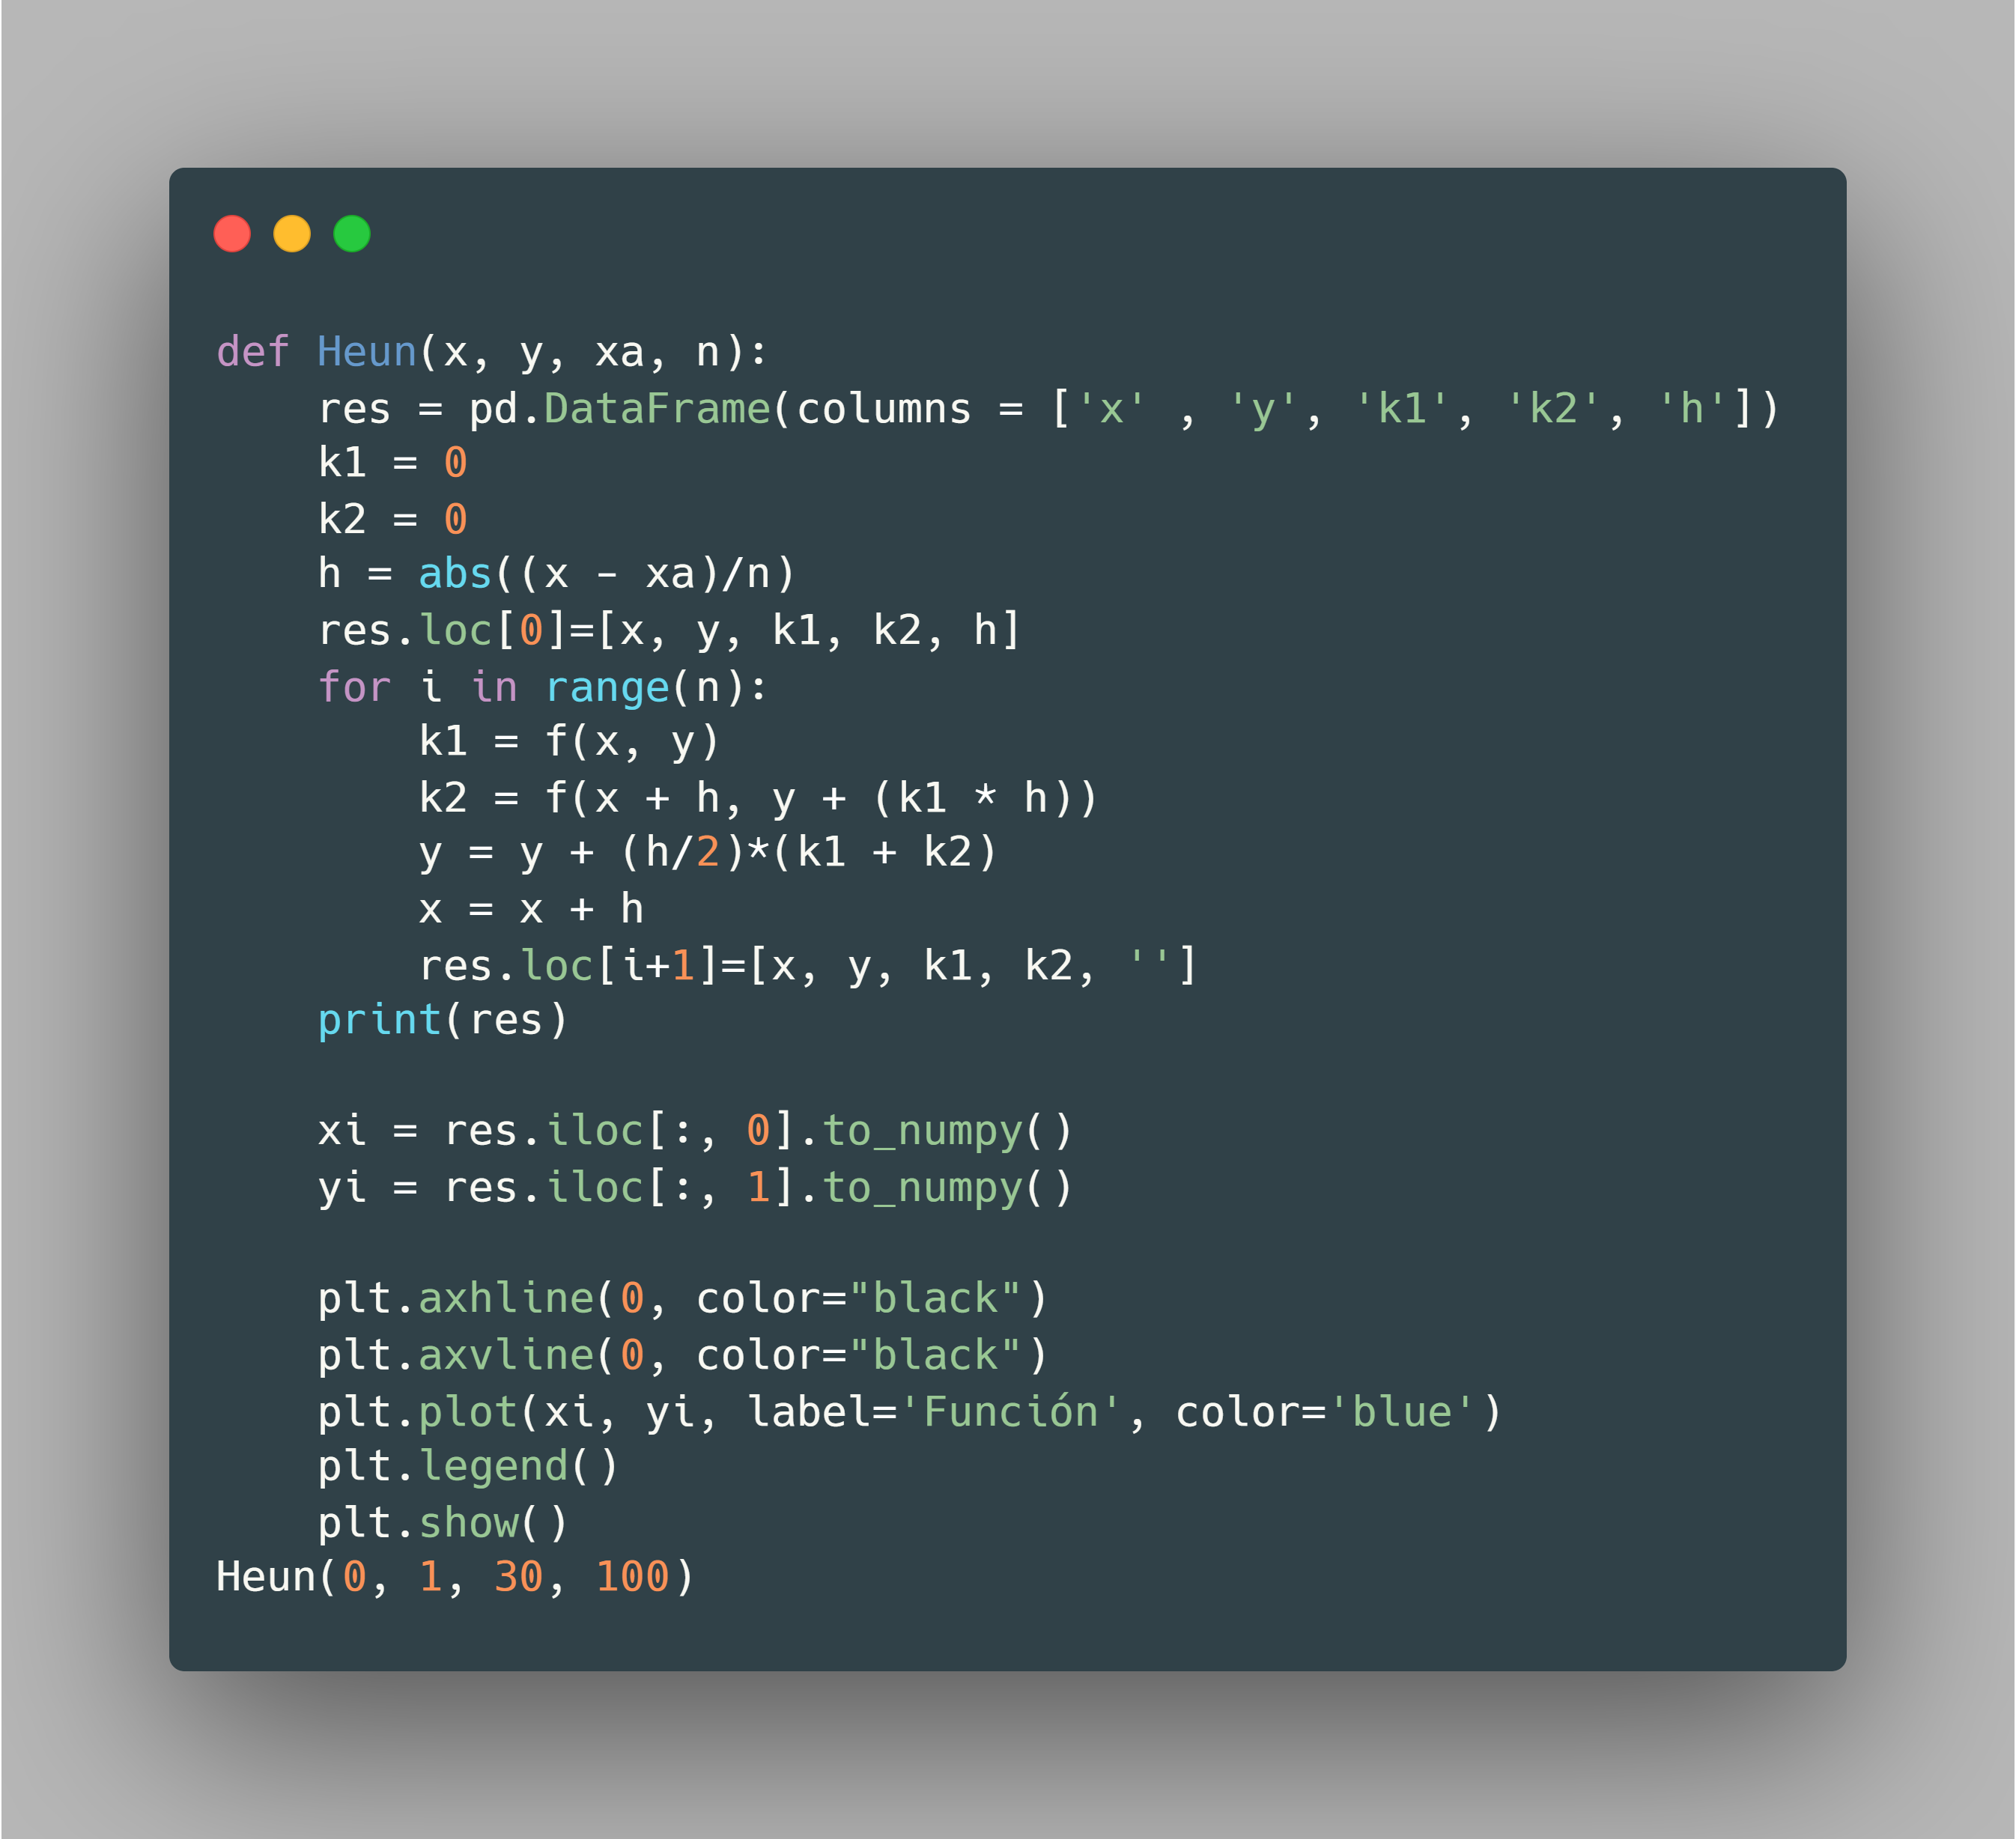 def Heun(x, y, xa, n):
    res = pd.DataFrame(columns = ['x' , 'y', 'k1', 'k2', 'h'])
    k1 = 0
    k2 = 0
    h = abs((x - xa)/n)
    res.loc[0]=[x, y, k1, k2, h]
    for i in range(n):
        k1 = f(x, y)
        k2 = f(x + h, y + (k1 * h))
        y = y + (h/2)*(k1 + k2)
        x = x + h
        res.loc[i+1]=[x, y, k1, k2, '']
    print(res)

    xi = res.iloc[:, 0].to_numpy()
    yi = res.iloc[:, 1].to_numpy()

    plt.axhline(0, color="black")
    plt.axvline(0, color="black")
    plt.plot(xi, yi, label='Función', color='blue')
    plt.legend()
    plt.show()
Heun(0, 1, 30, 100)